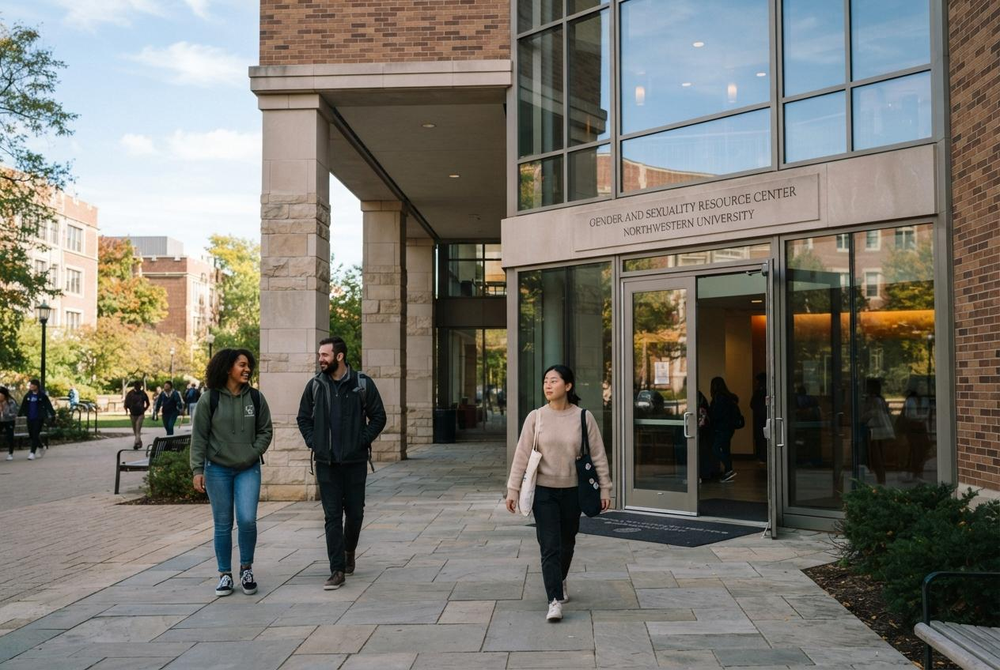 GENDER AND SEXUALITY RESOURCE CENTER
NORTHWESTERN UNIVERSITY